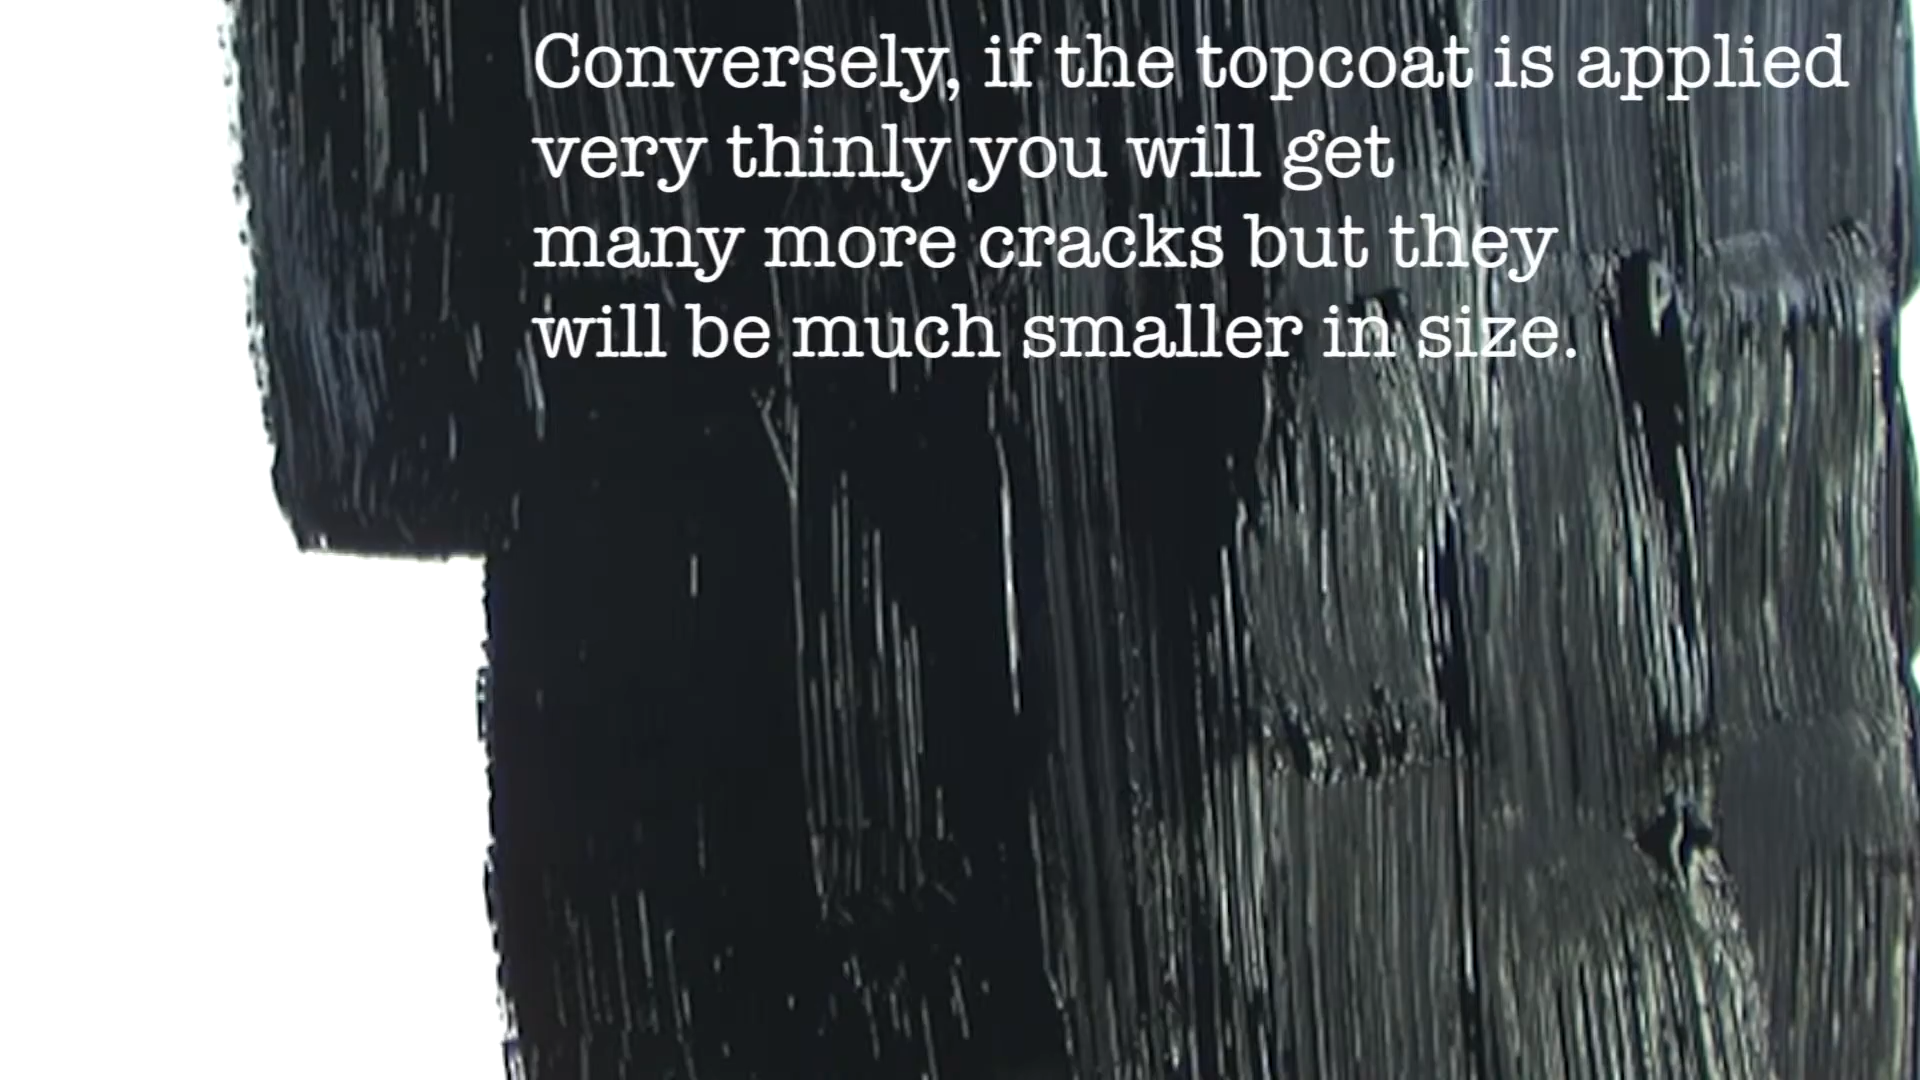 Conversely, if the topcoat is applied
very thinly you will get
many more cracks but they
will be much smaller in size.